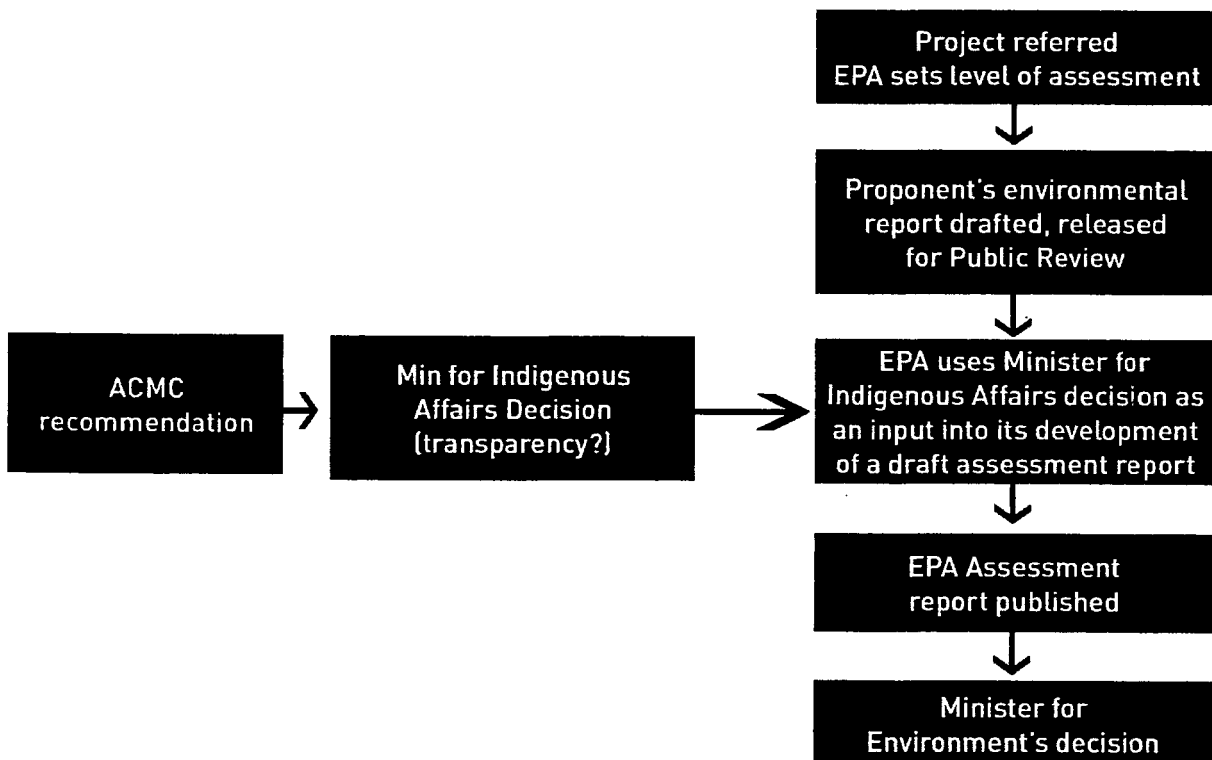 Project referred
EPA sets level of assessment
Proponent's environmental
report drafted, released
for Public Review
ACMC
recommendation
Min for Indigenous
Affairs Decision
(transparency?)
EPA uses Minister for
Indigenous Affairs decision as
an input into its development
of a draft assessment report
EPA Assessment
report published
Minister for
Environment's decision